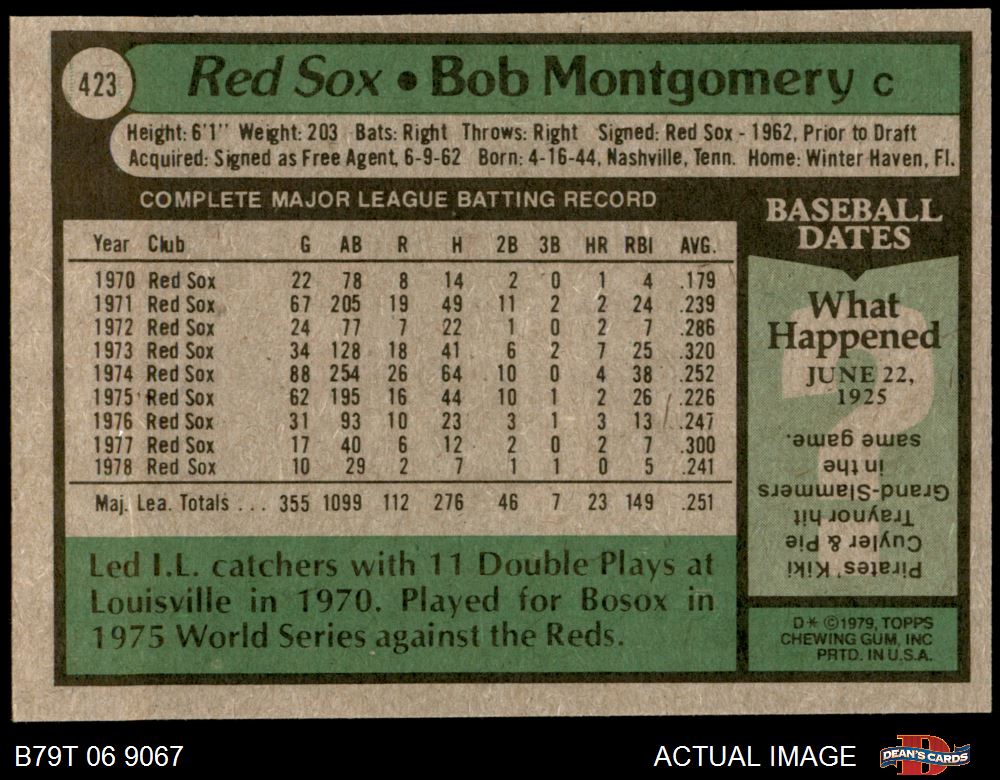 423
Red Sox • Bob Montgomery C
Height: 6'1" Weight: 203 Bats: Right Throws: Right Signed: Red Sox - 1962, Prior to Draft
Acquired: Signed as Free Agent, 6-9-62 Born: 4-16-44, Nashville, Tenn. Home: Winter Haven, Fl.
COMPLETE MAJOR LEAGUE BATTING RECORD
Year Club G AB R H 2B 3B HR RBI AVG.
1970 Red Sox 22 78 8 14 2 0 1 4 .179
1971 Red Sox 67 205 19 49 11 2 2 24 .239
1972 Red Sox 24 77 7 22 1 0 2 7 .286
1973 Red Sox 34 128 18 41 6 2 7 25 .320
1974 Red Sox 88 254 26 64 10 0 4 38 .252
1975 Red Sox 62 195 16 44 10 1 2 26 .226
1976 Red Sox 31 93 10 23 3 1 3 13 .247
1977 Red Sox 17 40 6 12 2 0 2 7 .300
1978 Red Sox 10 29 2 7 1 1 0 5 .241
Maj. Lea. Totals ... 355 1099 112 276 46 7 23 149 .251
Led I.L. catchers with 11 Double Plays at
Louisville in 1970. Played for Bosox in
1975 World Series against the Reds.
BASEBALL
DATES
What
Happened
JUNE 22,
1925
?
Pirates' Kiki
Cuyler & Pie
Traynor hit
Grand-Slammers
in the
same game.
D* ©1979, TOPPS
CHEWING GUM, INC
PRTD. IN U.S.A.
B79T 06 9067
ACTUAL IMAGE
D
DEAN'S CARDS